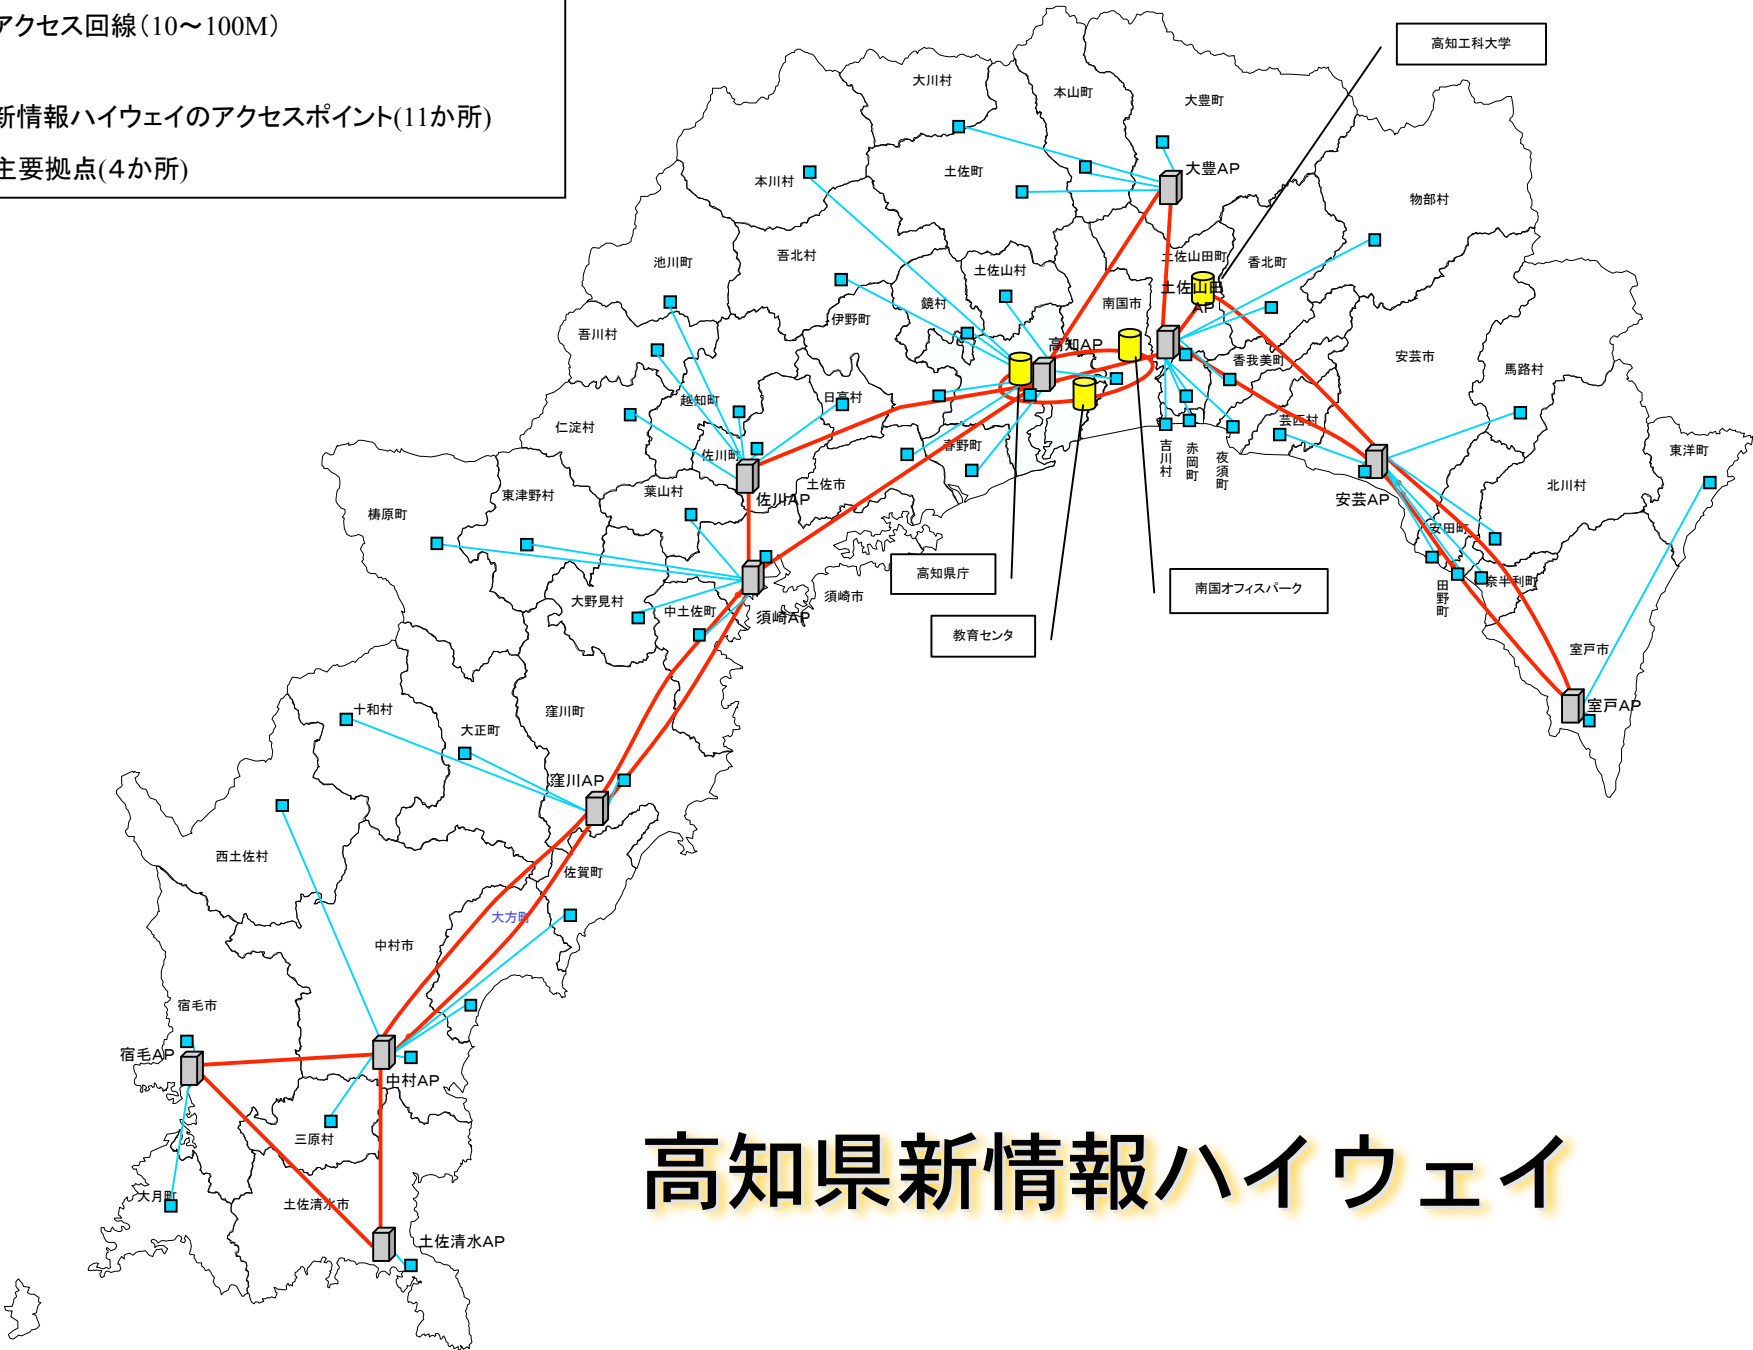 アクセス回線(10～100M)
新情報ハイウェイのアクセスポイント(11か所)
主要拠点(４か所)
高知工科大学
大川村
本山町
大豊町
大豊AP
土佐町
本川村
物部村
池川町
吾北村
土佐山村
土佐山田町
香北町
鏡村
南国市
土佐山田
AP
伊野町
吾川村
高知AP
香我美町
安芸市
馬路村
越知町
日高村
仁淀村
芸西村
佐川町
春野町
吉川村
赤岡町
夜須町
東洋町
土佐市
北川村
葉山村
佐川AP
東津野村
安芸AP
梼原町
安田町
高知県庁
南国オフィスパーク
奈半利町
田野町
大野見村
中土佐町
須崎市
須崎AP
教育センタ
室戸市
室戸AP
十和村
大正町
窪川町
窪川AP
西土佐村
佐賀町
大方町
中村市
宿毛市
宿毛AP
中村AP
三原村
大月町
土佐清水市
土佐清水AP
高知県新情報ハイウェイ